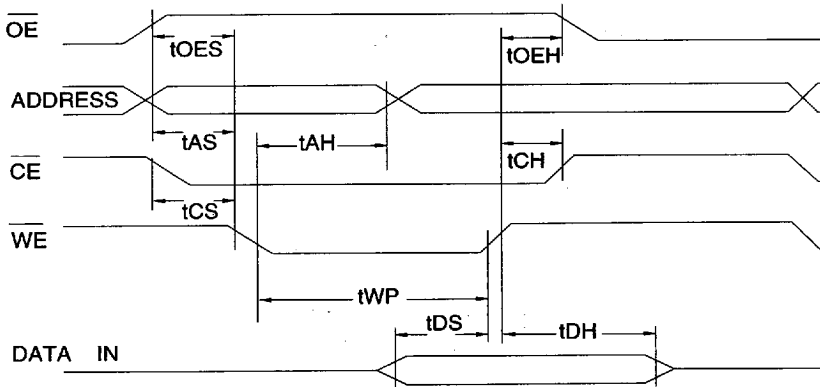 OE
tOES
tOEH
ADDRESS
tAS
tAH
tCH
CE
tCS
WE
tWP
tDS
tDH
DATA IN